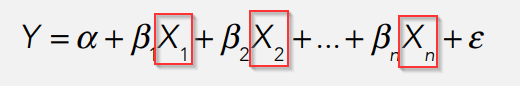 Y = α + β₁X₁ + β₂X₂ + ... + βₙXₙ + ε